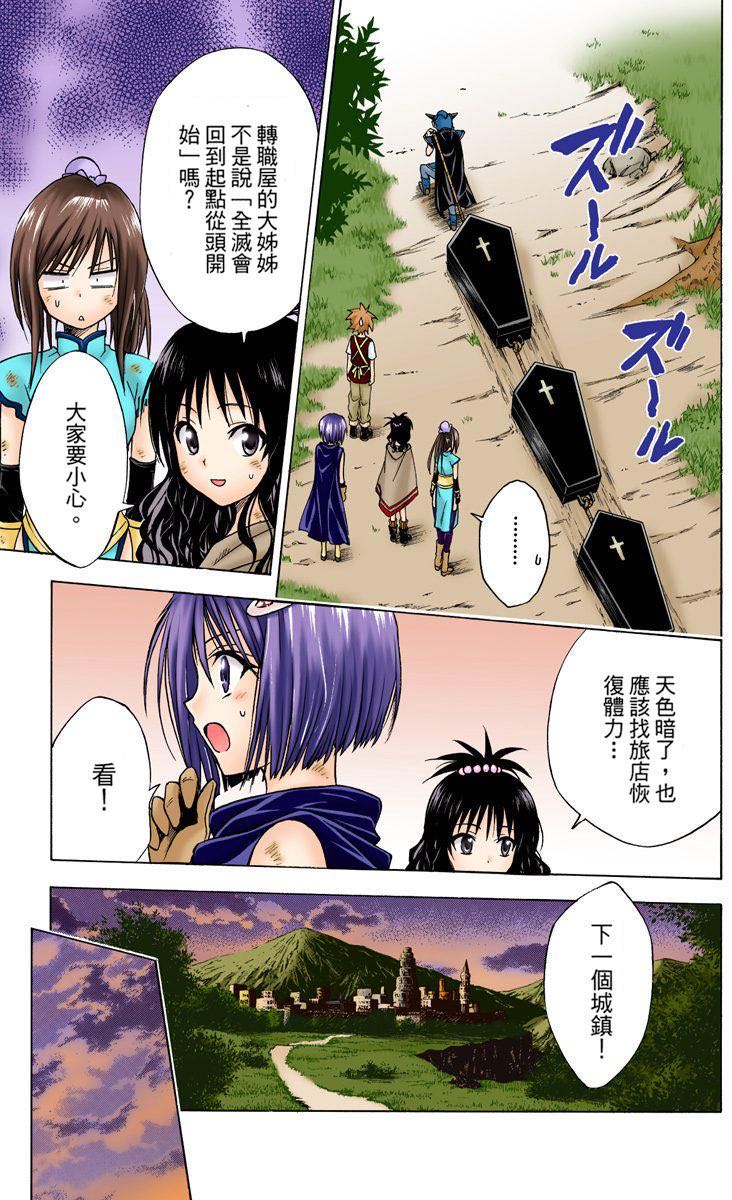 ズール
ズール
………
轉職屋的大姊姊
不是說「全滅會
回到起點從頭開
始」嗎？
大家要小心。
天色暗了，也
應該找旅店恢
復體力…
看！
下一個城鎮！